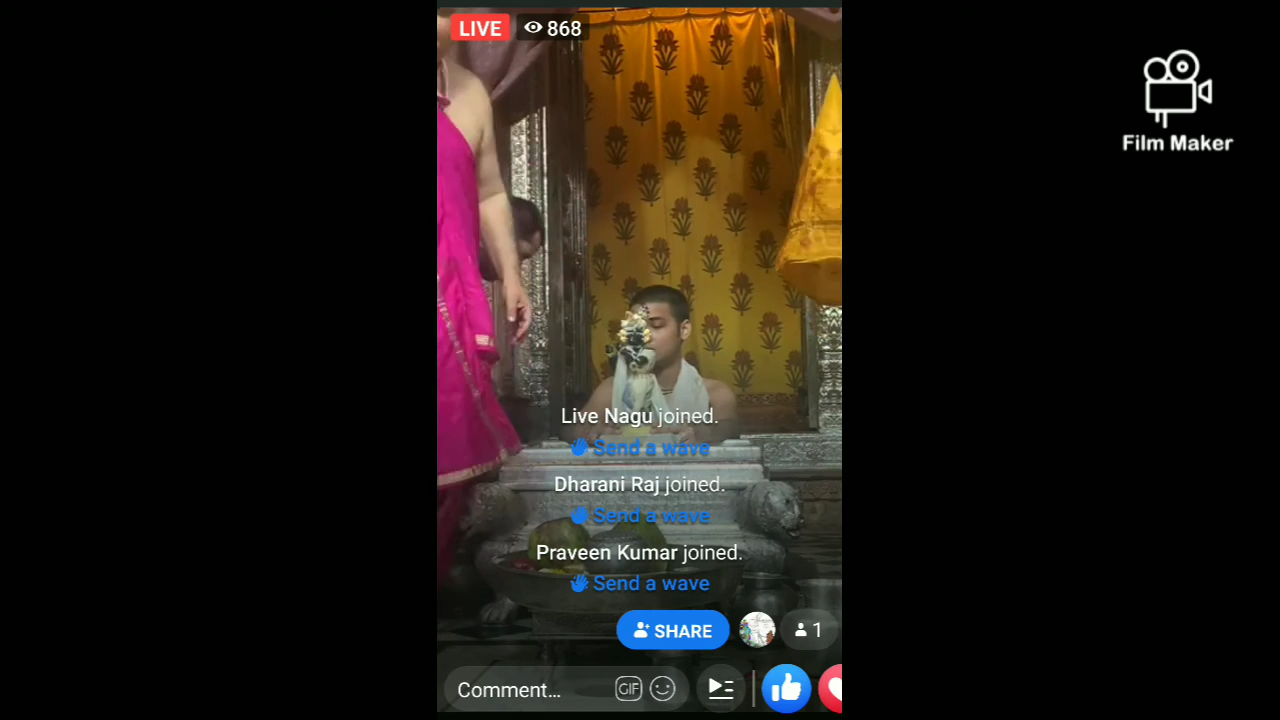 LIVE 868
Film Maker
Live Nagu joined.
Send a wave
Dharani Raj joined.
Send a wave
Praveen Kumar joined.
Send a wave
SHARE 1
Comment... GIF